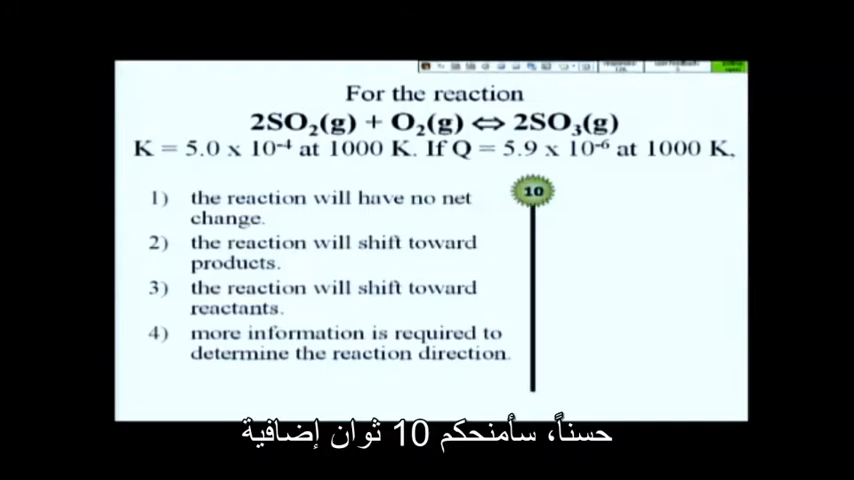 For the reaction
2SO₂(g) + O₂(g) ⇔ 2SO₃(g)
K = 5.0 x 10⁻⁴ at 1000 K. If Q = 5.9 x 10⁻⁶ at 1000 K,
1) the reaction will have no net
change.
2) the reaction will shift toward
products.
3) the reaction will shift toward
reactants.
4) more information is required to
determine the reaction direction.
10
حسناً، سأمنحكم 10 ثوان إضافية